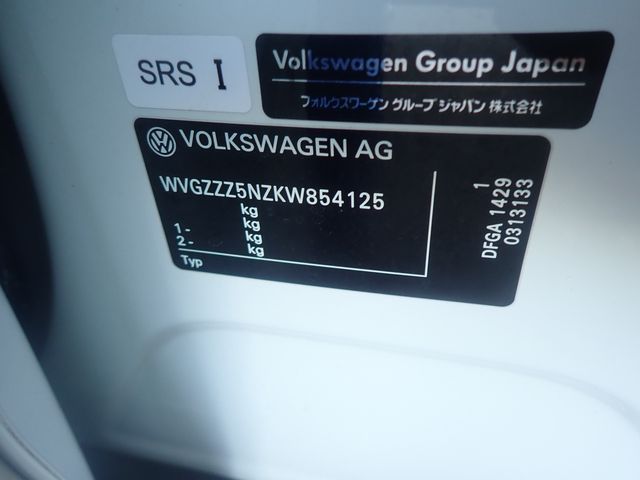 SRS I
Volkswagen Group Japan
フォルクスワーゲン グループ ジャパン 株式会社
VOLKSWAGEN AG
WVGZZZ5NZKW854125
kg
kg
1- kg
2- kg
Typ
1
DFGA 1429
0313133